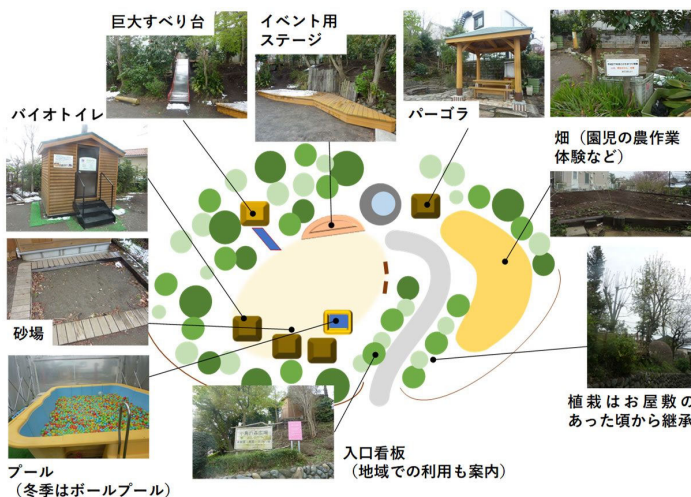 巨大すべり台
イベント用
ステージ
パーゴラ
畑（園児の農作業
体験など）
バイオトイレ
砂場
プール
（冬季はボールプール）
入口看板
（地域での利用も案内）
植栽はお屋敷の
あった頃から継承